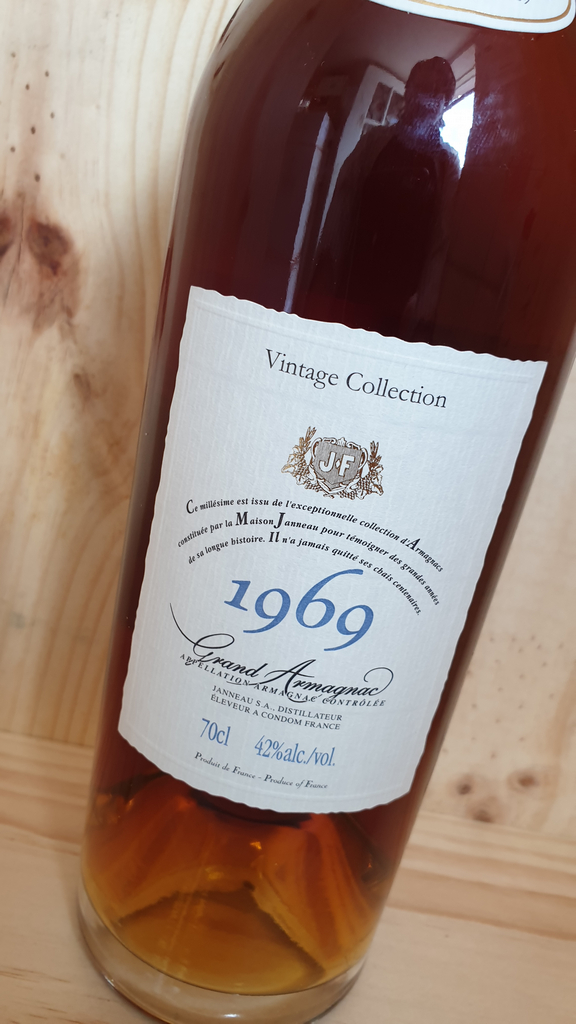 Vintage Collection
J·F
Ce millésime est issu de l'exceptionnelle collection d'Armagnacs
constituée par la Maison Janneau pour témoigner des grandes années
de sa longue histoire. Il n'a jamais quitté ses chais centenaires.
1969
Grand Armagnac
APPELLATION ARMAGNAC CONTRÔLÉE
JANNEAU S.A., DISTILLATEUR
ÉLEVEUR A CONDOM FRANCE
70cl 42%alc./vol.
Produit de France - Produce of France